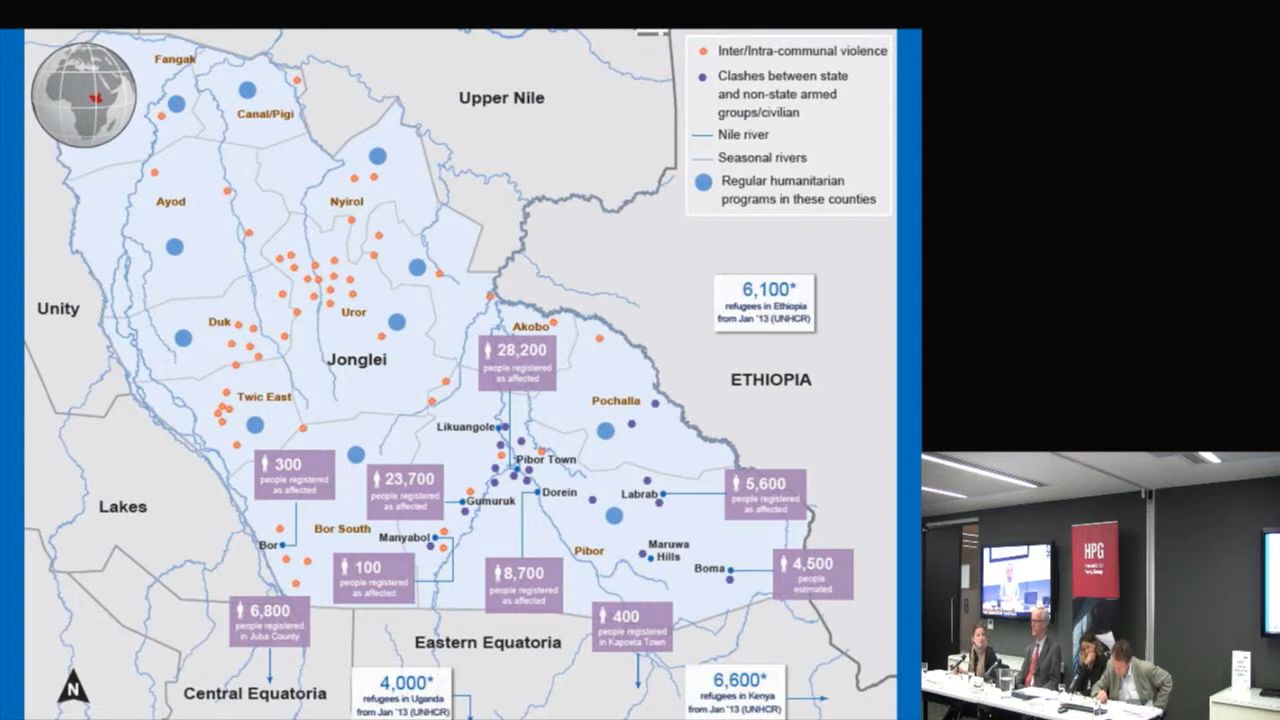 Inter/Intra-communal violence
Clashes between state
and non-state armed
groups/civilian
Nile river
Seasonal rivers
Regular humanitarian
programs in these counties
Fangak
Canal/Pigi
Upper Nile
Ayod
Nyirol
Unity
Duk
Uror
Jonglei
Akobo
6,100*
refugees in Ethiopia
from Jan '13 (UNHCR)
28,200
people registered
as affected
ETHIOPIA
Twic East
Pochalla
Likuangole
Pibor Town
300
people registered
as affected
23,700
people registered
as affected
Gumuruk
Dorein
Labrab
5,600
people registered
as affected
Lakes
Bor South
Bor
Manyabol
Pibor
Maruwa
Hills
Boma
4,500
people
estimated
100
people registered
as affected
8,700
people registered
as affected
6,800
people registered
in Juba County
400
people registered
in Kapoeta Town
Eastern Equatoria
Central Equatoria
4,000*
refugees in Uganda
from Jan '13 (UNHCR)
6,600*
refugees in Kenya
from Jan '13 (UNHCR)
N
HPG